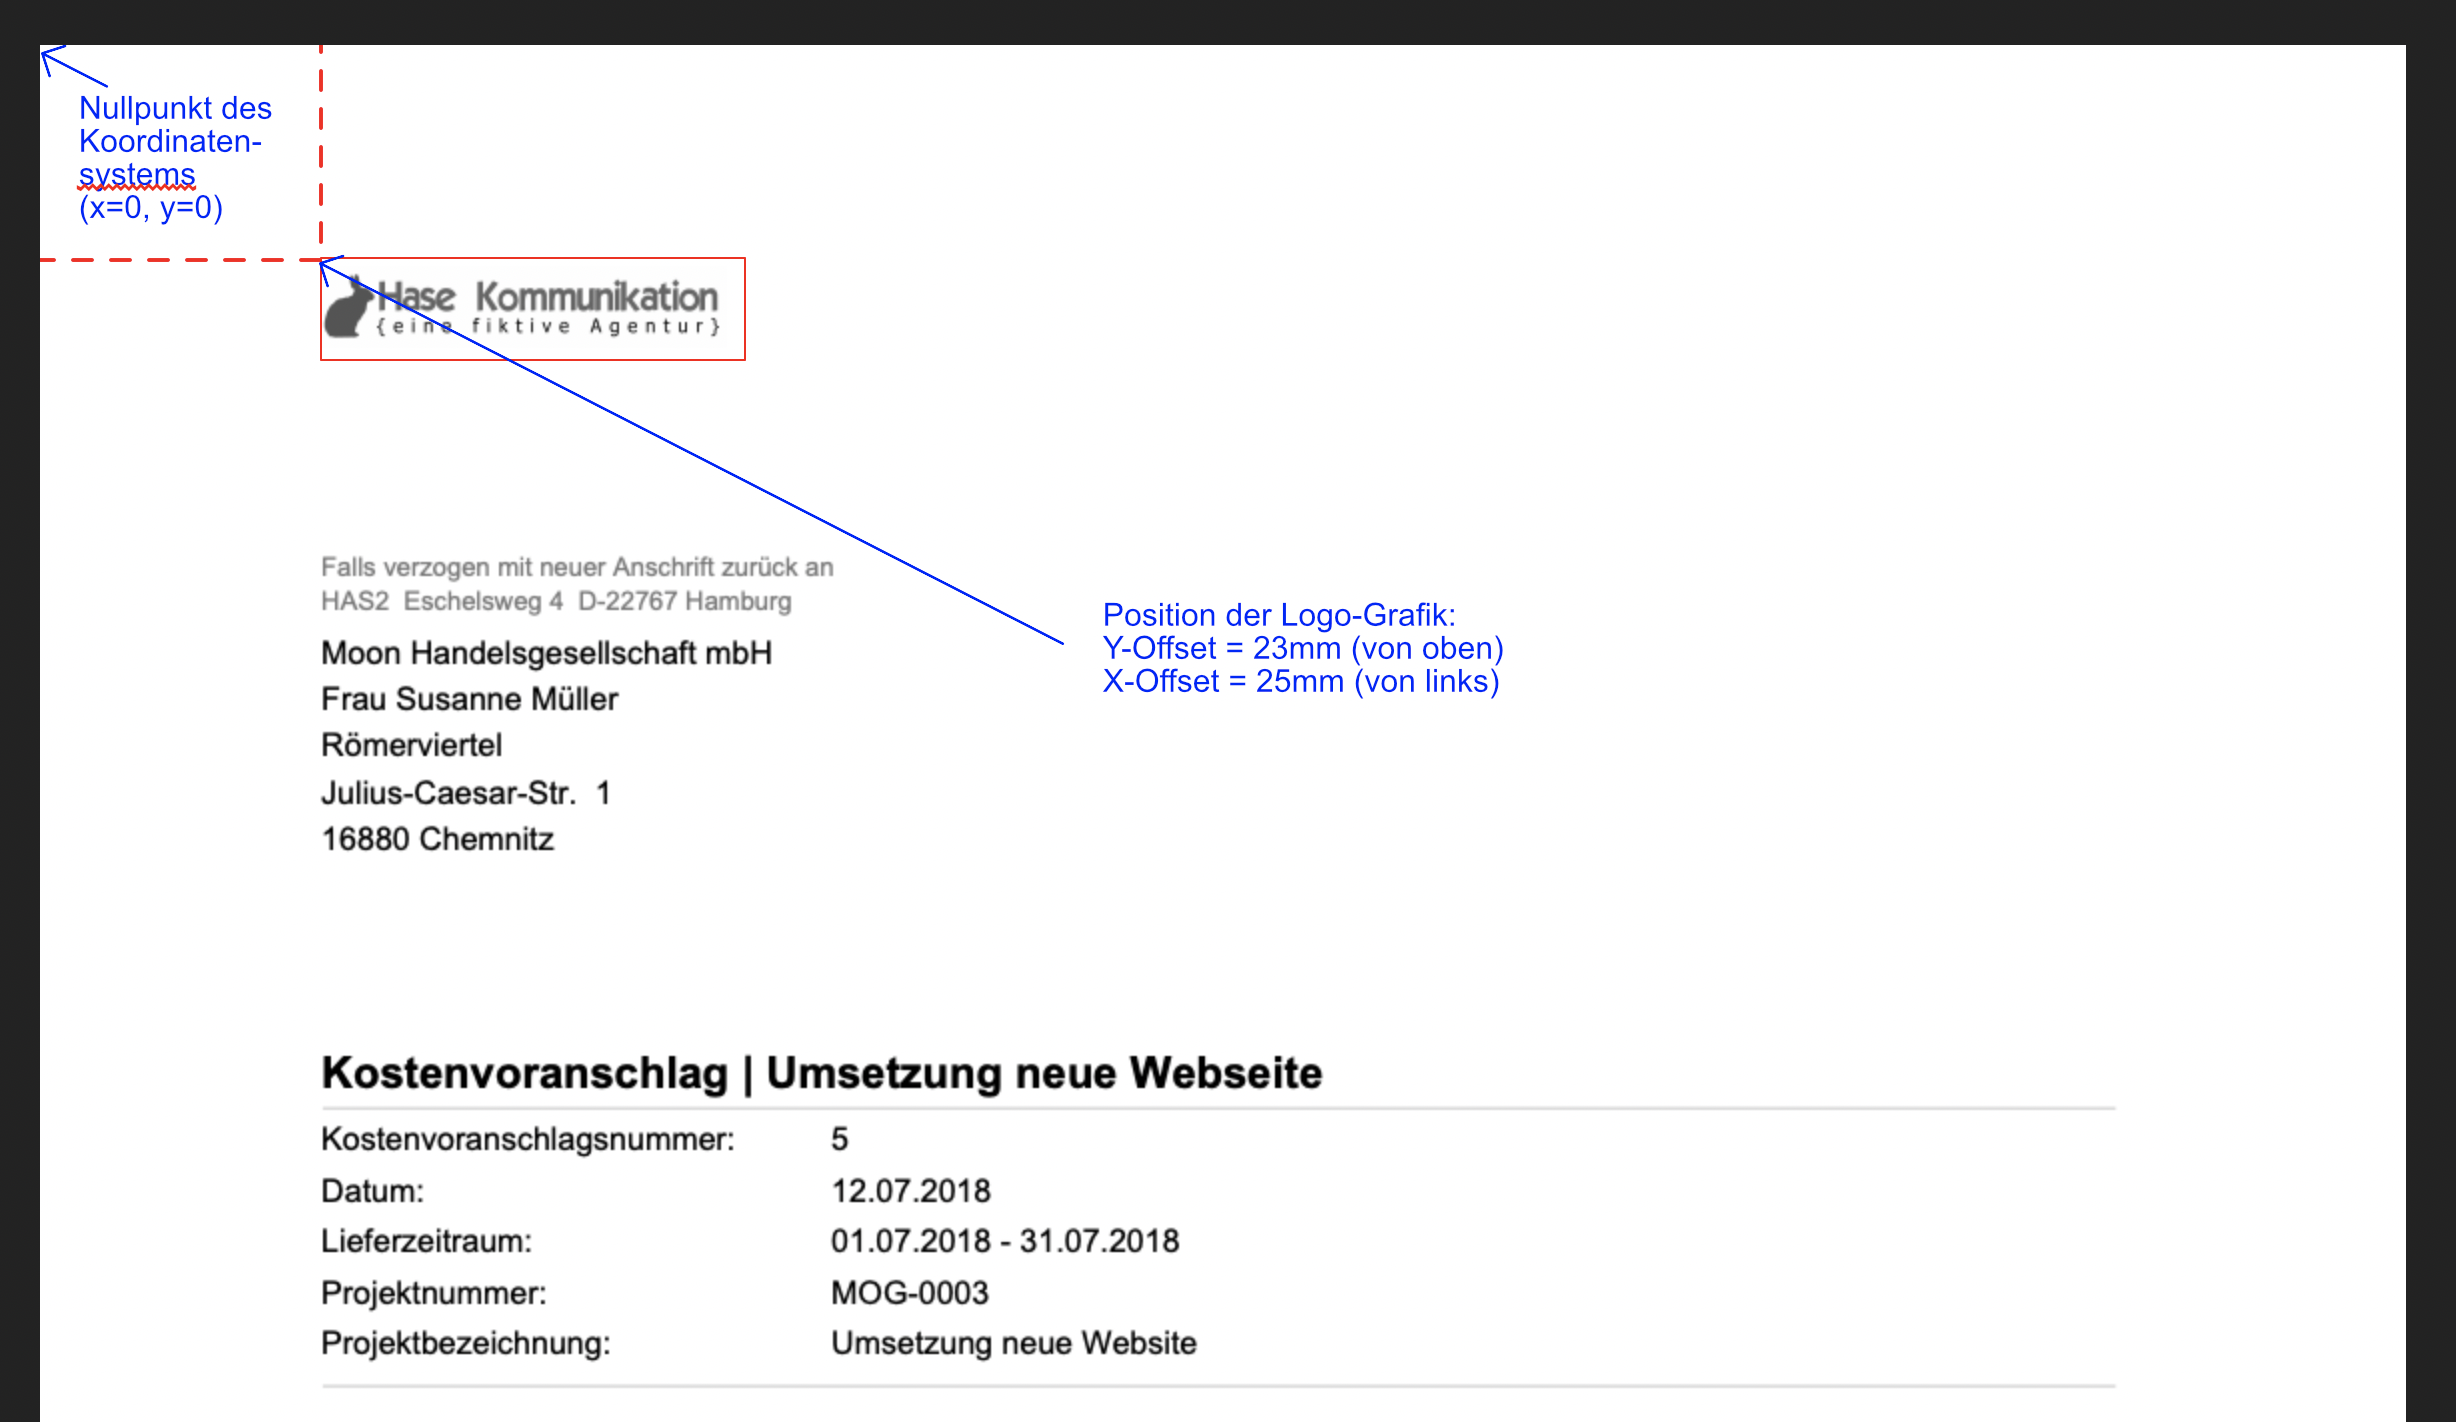 Nullpunkt des
Koordinaten-
systems
(x=0, y=0)
Hase Kommunikation
{eine fiktive Agentur}
Falls verzogen mit neuer Anschrift zurück an
HAS2 Eschelsweg 4 D-22767 Hamburg
Position der Logo-Grafik:
Y-Offset = 23mm (von oben)
X-Offset = 25mm (von links)
Moon Handelsgesellschaft mbH
Frau Susanne Müller
Römerviertel
Julius-Caesar-Str. 1
16880 Chemnitz
Kostenvoranschlag | Umsetzung neue Webseite
Kostenvoranschlagsnummer: 5
Datum: 12.07.2018
Lieferzeitraum: 01.07.2018 - 31.07.2018
Projektnummer: MOG-0003
Projektbezeichnung: Umsetzung neue Website